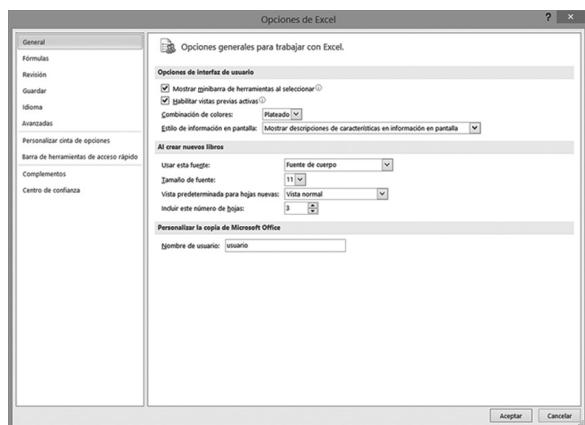 Opciones de Excel
General
Fórmulas
Revisión
Guardar
Idioma
Avanzadas
Personalizar cinta de opciones
Barra de herramientas de acceso rápido
Complementos
Centro de confianza
Opciones generales para trabajar con Excel.
Opciones de interfaz de usuario
Mostrar minibarra de herramientas al seleccionar
Habilitar vistas previas activas
Combinación de colores: Plateado
Estilo de información en pantalla: Mostrar descripciones de características en información en pantalla
Al crear nuevos libros
Usar esta fuente: Fuente de cuerpo
Tamaño de fuente: 11
Vista predeterminada para hojas nuevas: Vista normal
Incluir este número de hojas: 3
Personalizar la copia de Microsoft Office
Nombre de usuario: usuario
Aceptar Cancelar